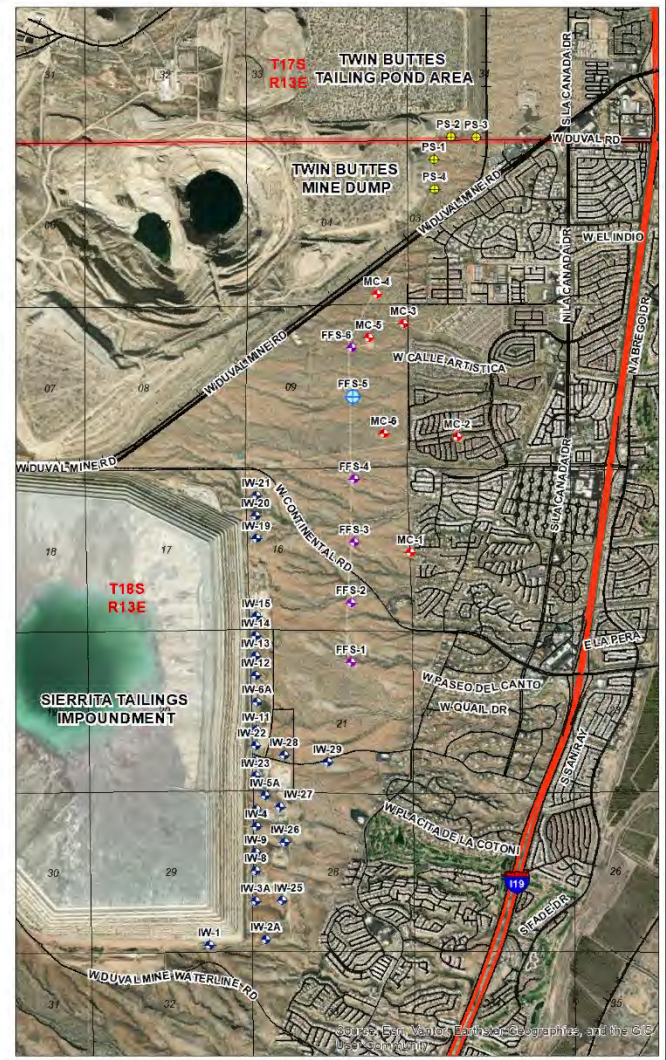 TWIN BUTTES
TAILING POND AREA
T17S
R13E
31
32
33
34
S LA CANADA DR
PS-2
PS-3
W DUVAL RD
PS-1
PS-4
TWIN BUTTES
MINE DUMP
04
03
W DUVAL MINE RD
W EL INDIO
N LA CANADA DR
N ABREGO DR
MC-4
MC-3
MC-5
FFS-6
W CALLE ARTISTICA
W DUVAL MINE RD
07
08
09
FFS-5
MC-6
MC-2
W DUVAL MINE RD
FFS-4
S LA CANADA DR
IW-21
IW-20
IW-19
W CONTINENTAL RD
FFS-3
MC-1
18
17
16
T18S
R13E
IW-15
FFS-2
IW-14
IW-13
E LA PERA
IW-12
FFS-1
IW-6A
W PASEO DEL CANTO
SIERRITA TAILINGS
IMPOUNDMENT
W QUAIL DR
IW-11
21
IW-22
IW-28
IW-29
S SAN RAY
IW-23
IW-5A
IW-27
IW-4
W PLACITA DE LA COTONI
IW-26
IW-9
IW-8
30
29
28
26
I19
IW-3A
IW-25
S FADE DR
IW-1
IW-2A
W DUVAL MINE WATERLINE RD
31
32
33
35
Source: Esri, Vantor, Earthstar Geographics, and the GIS
User Community